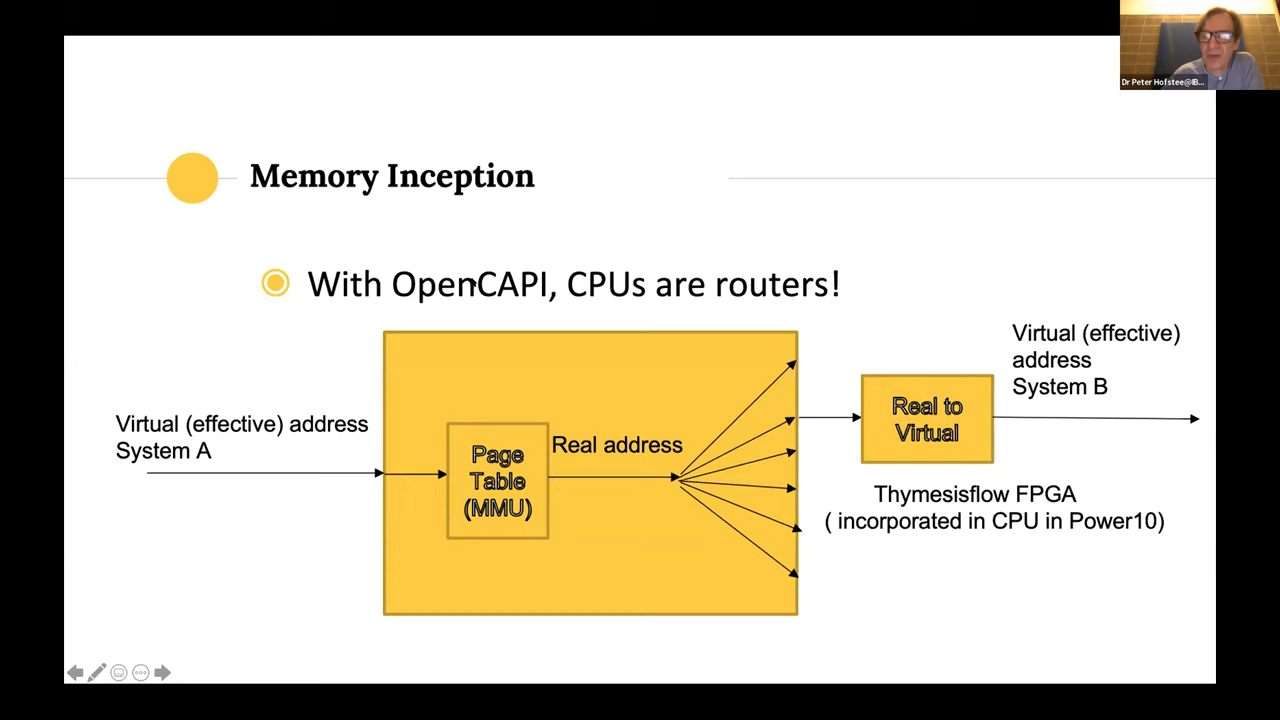 Dr Peter Hofstee@IB...
Memory Inception
With OpenCAPI, CPUs are routers!
Virtual (effective) address
System A
Page
Table
(MMU)
Real address
Real to
Virtual
Virtual (effective)
address
System B
Thymesisflow FPGA
( incorporated in CPU in Power10)